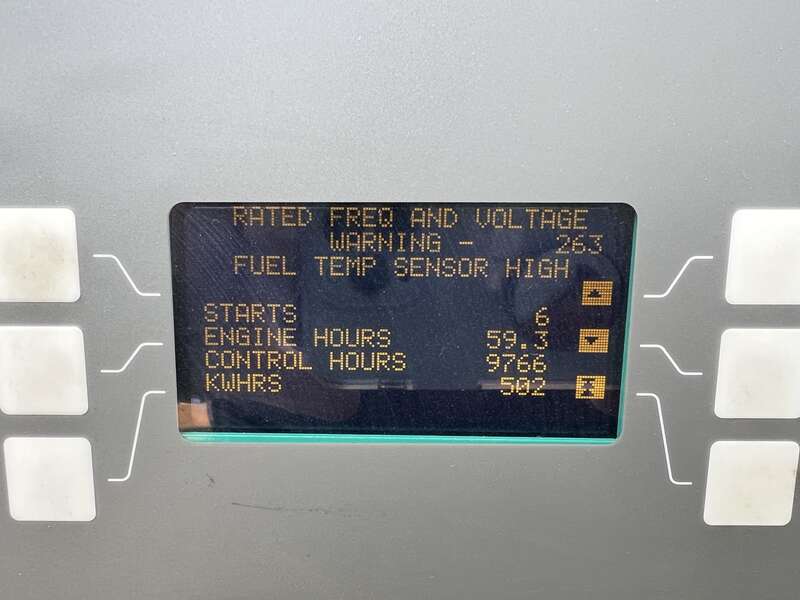 RATED FREQ AND VOLTAGE
WARNING - 263
FUEL TEMP SENSOR HIGH
STARTS 6
ENGINE HOURS 59.3
CONTROL HOURS 9766
KWHRS 502